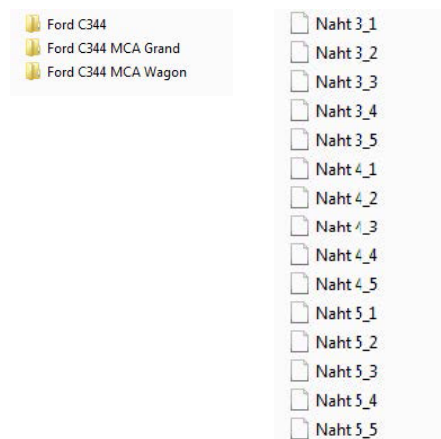 Ford C344
Ford C344 MCA Grand
Ford C344 MCA Wagon
Naht 3_1
Naht 3_2
Naht 3_3
Naht 3_4
Naht 3_5
Naht 4_1
Naht 4_2
Naht 4_3
Naht 4_4
Naht 4_5
Naht 5_1
Naht 5_2
Naht 5_3
Naht 5_4
Naht 5_5